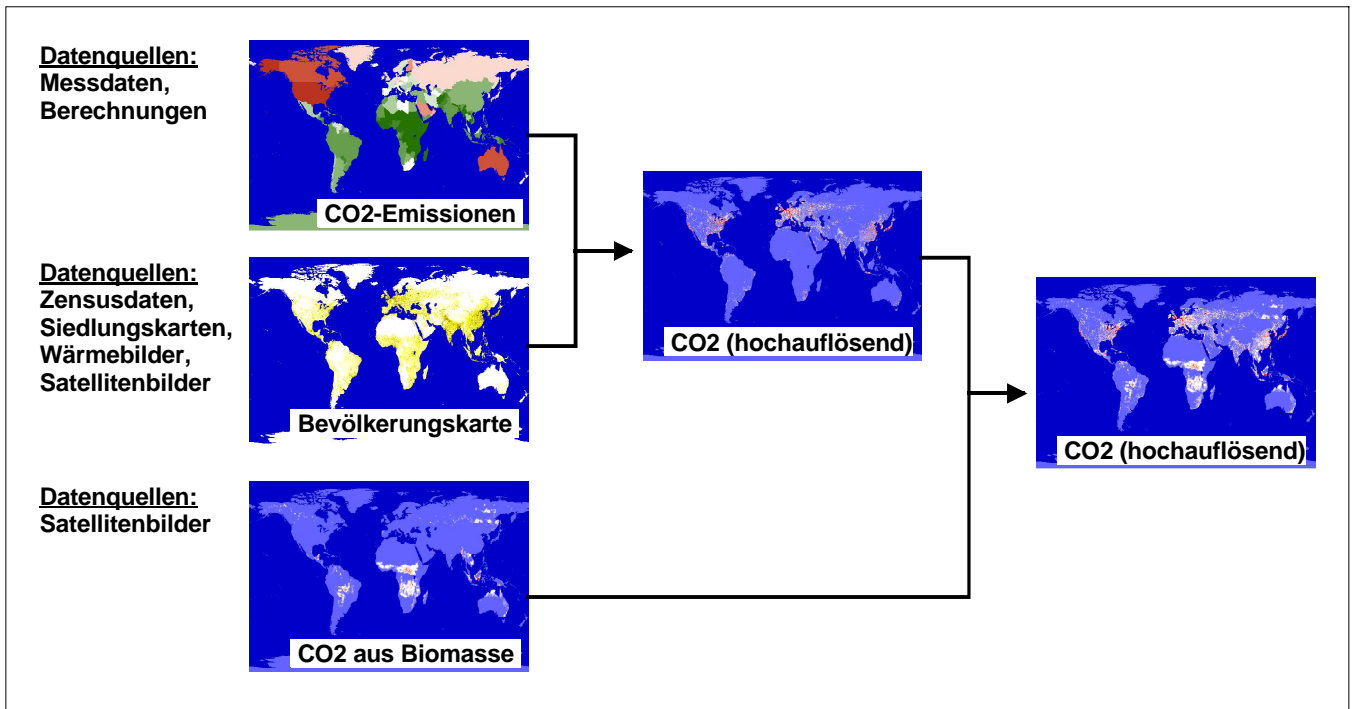 Datenquellen:
Messdaten,
Berechnungen
CO2-Emissionen
Datenquellen:
Zensusdaten,
Siedlungskarten,
Wärmebilder,
Satellitenbilder
Bevölkerungskarte
CO2 (hochauflösend)
CO2 (hochauflösend)
Datenquellen:
Satellitenbilder
CO2 aus Biomasse